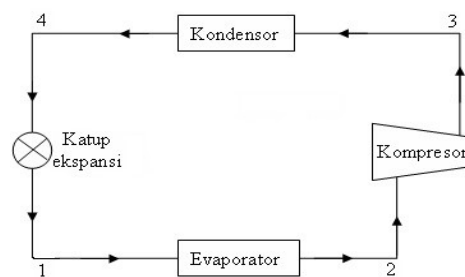 4
Kondensor
3
Katup
ekspansi
Kompresor
1
Evaporator
2